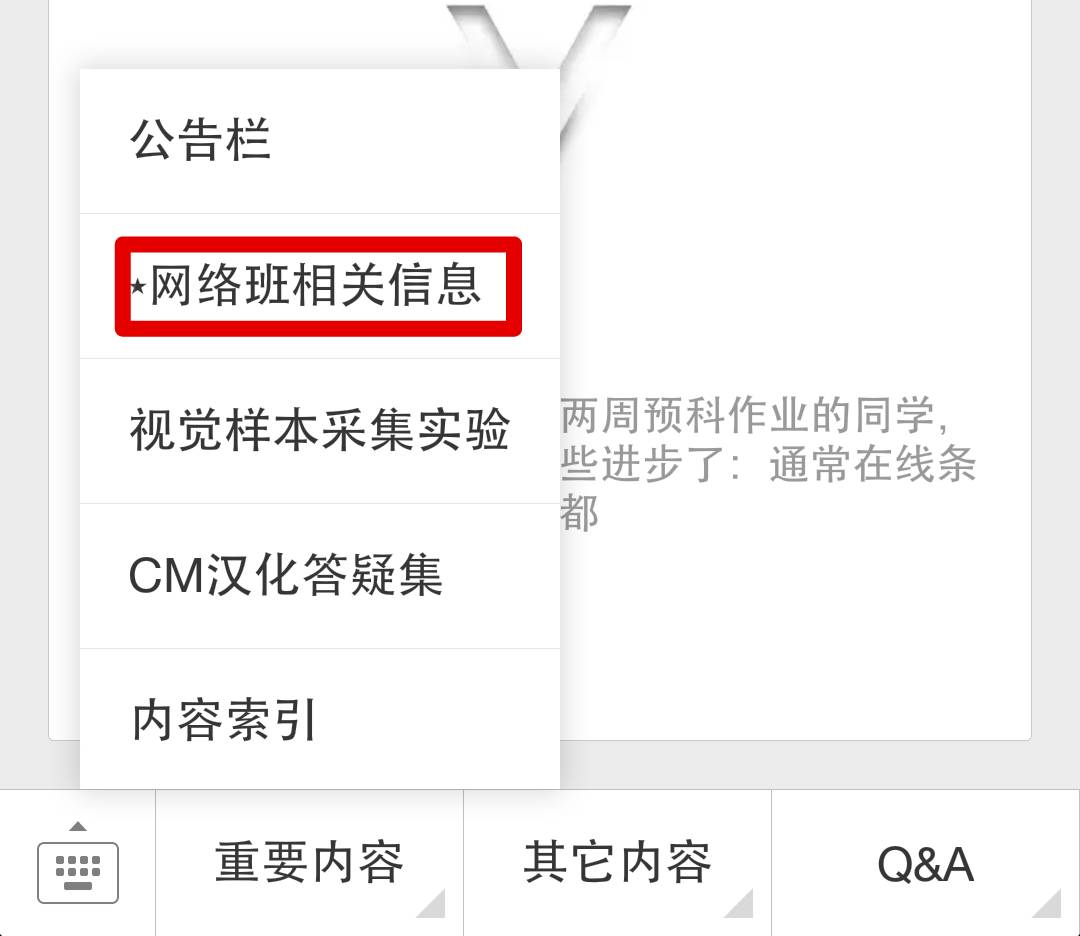 公告栏
⋆网络班相关信息
视觉样本采集实验
CM汉化答疑集
内容索引
两周预科作业的同学,
些进步了：通常在线条
都
重要内容
其它内容
Q&A